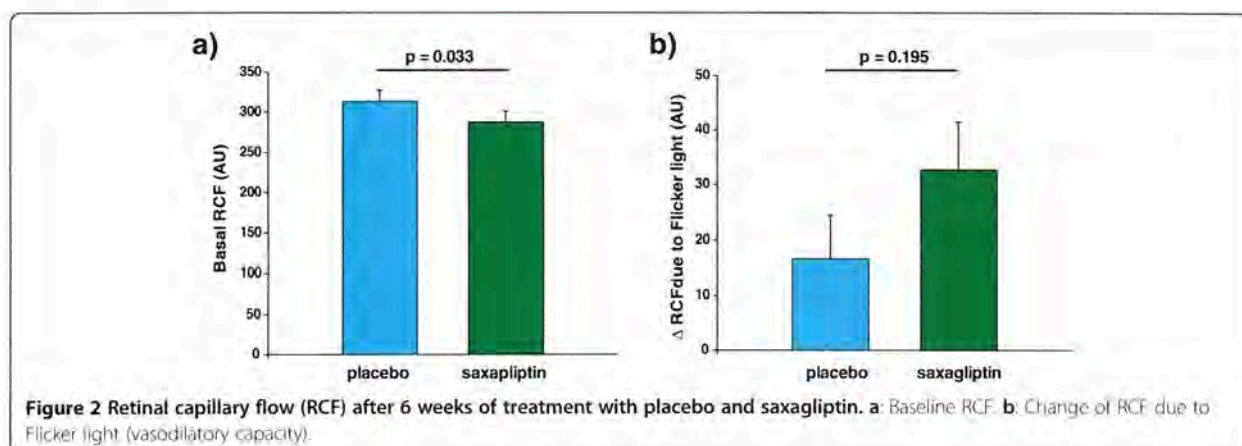 a)
p = 0.033
350
300
250
200
150
100
50
0
Basal RCF (AU)
placebo saxapliptin
b)
p = 0.195
50
40
30
20
10
0
Δ RCFdue to Flicker light (AU)
placebo saxagliptin
Figure 2 Retinal capillary flow (RCF) after 6 weeks of treatment with placebo and saxagliptin. a: Baseline RCF. b: Change of RCF due to
Flicker light (vasodilatory capacity).